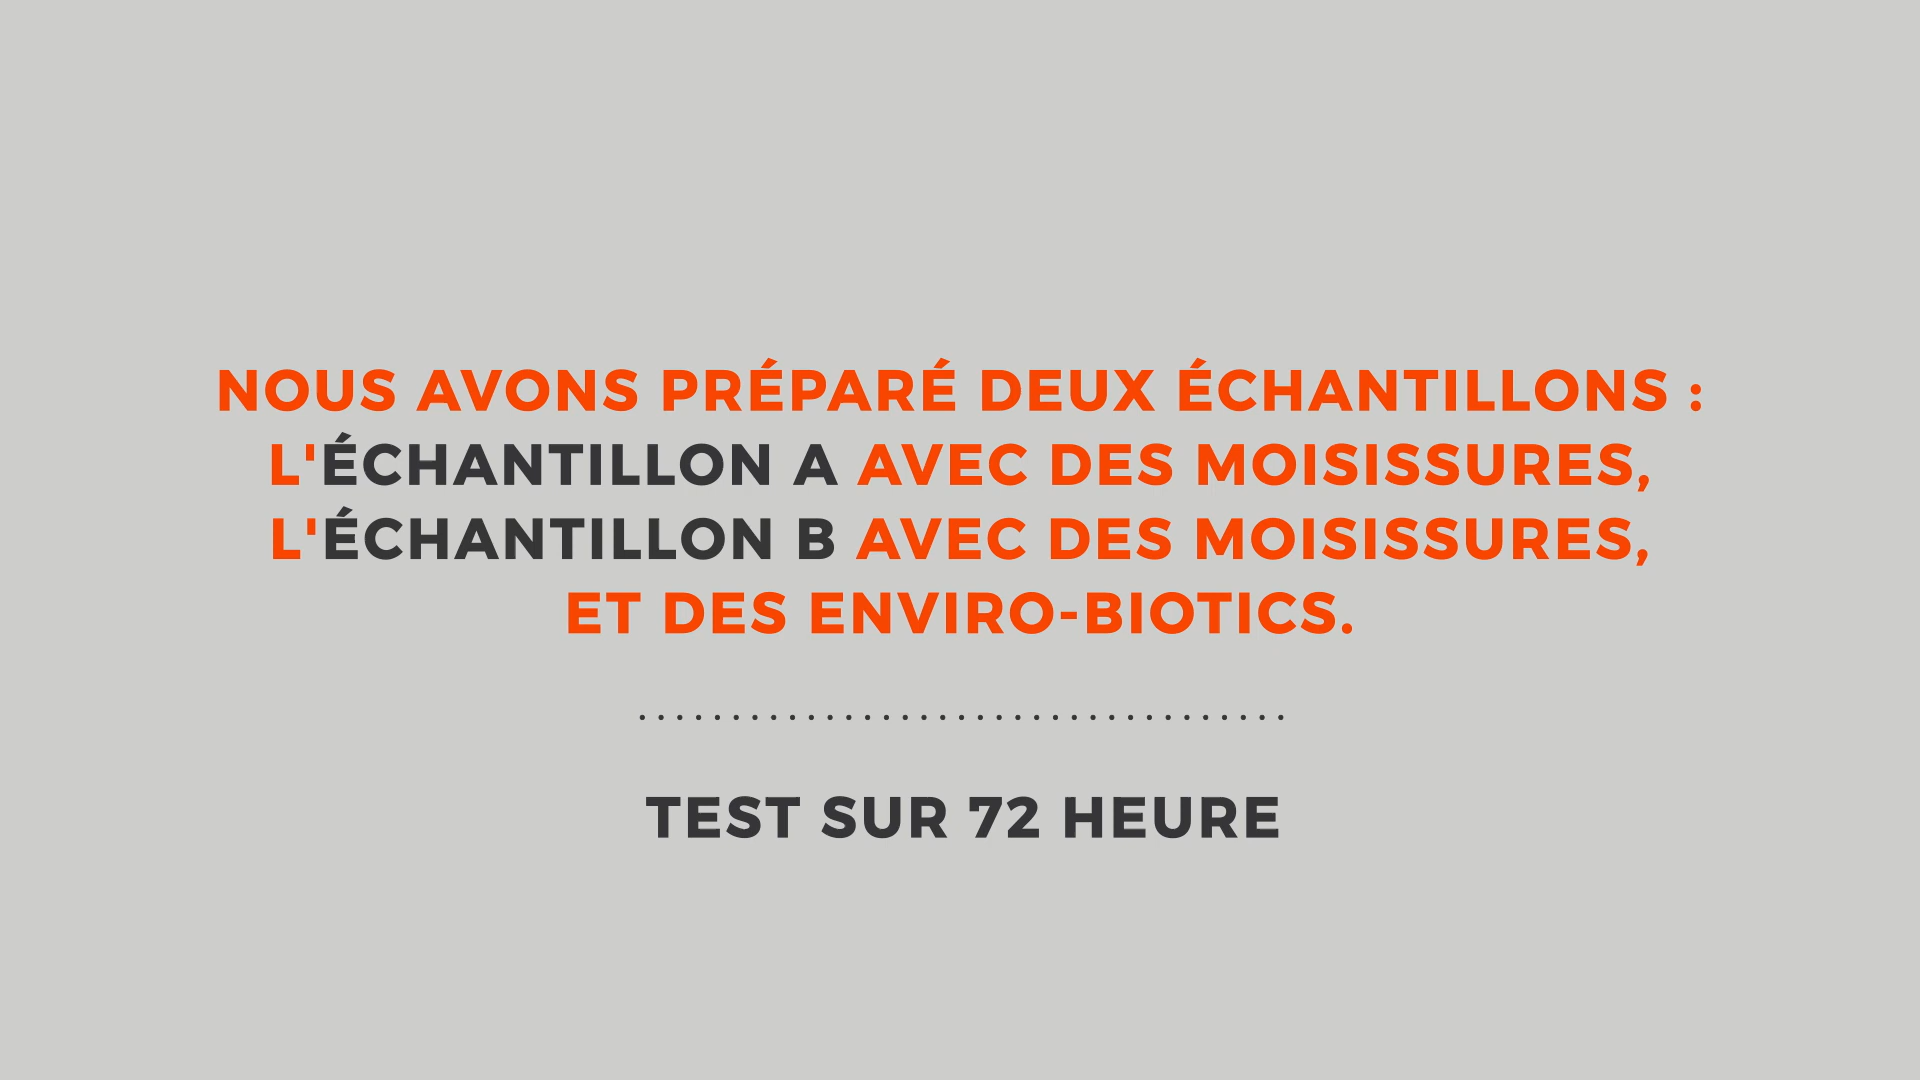 NOUS AVONS PRÉPARÉ DEUX ÉCHANTILLONS :
L'ÉCHANTILLON A AVEC DES MOISISSURES,
L'ÉCHANTILLON B AVEC DES MOISISSURES,
ET DES ENVIRO-BIOTICS.
TEST SUR 72 HEURE